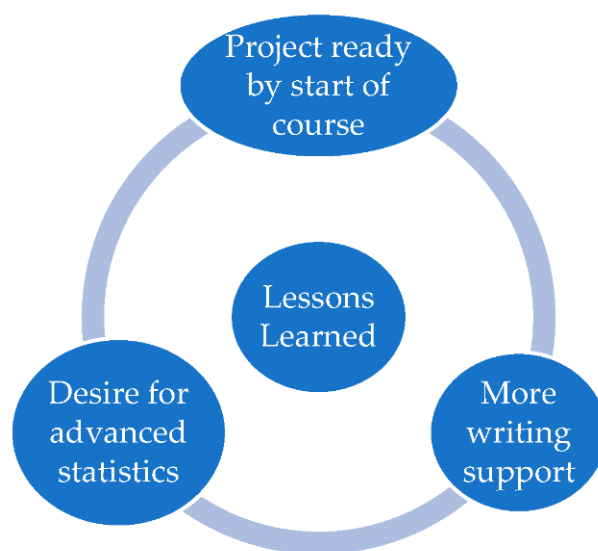 Project ready
by start of
course
Lessons
Learned
Desire for
advanced
statistics
More
writing
support